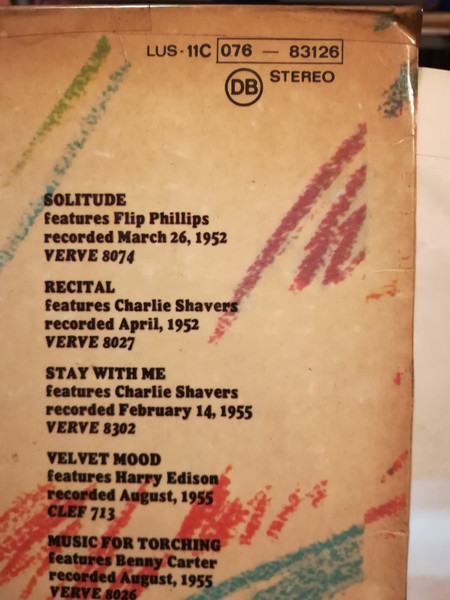 LUS - 11C 076 — 83126
DB STEREO
SOLITUDE
features Flip Phillips
recorded March 26, 1952
VERVE 8074
RECITAL
features Charlie Shavers
recorded April, 1952
VERVE 8027
STAY WITH ME
features Charlie Shavers
recorded February 14, 1955
VERVE 8302
VELVET MOOD
features Harry Edison
recorded August, 1955
CLEF 713
MUSIC FOR TORCHING
features Benny Carter
recorded August, 1955
VERVE 8026